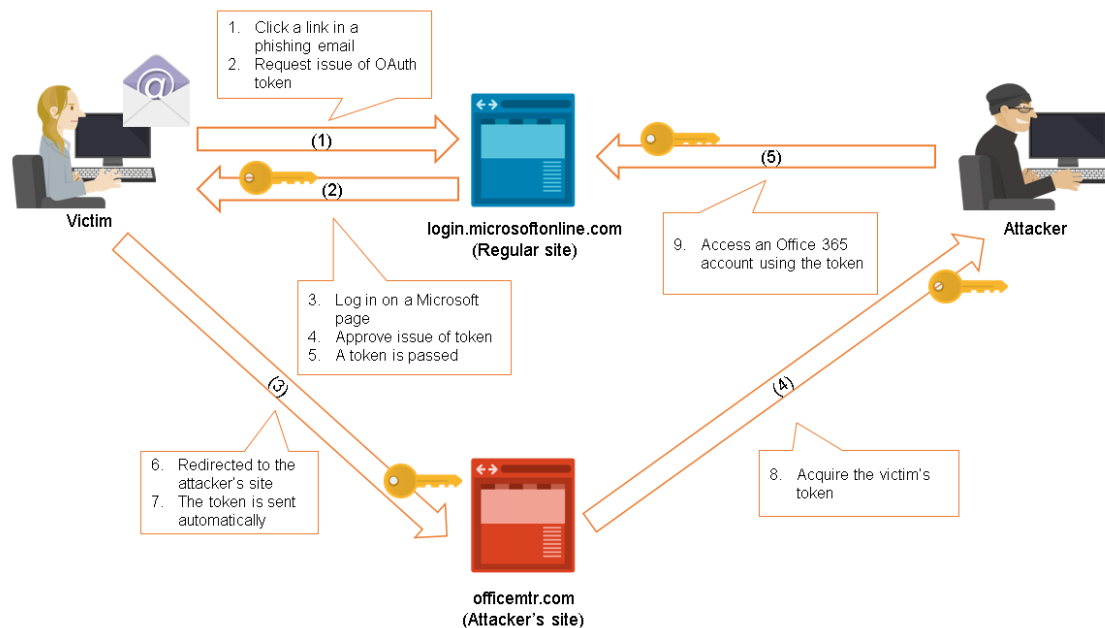 1. Click a link in a
phishing email
2. Request issue of OAuth
token
@
(1)
(2)
(5)
Victim
login.microsoftonline.com
(Regular site)
Attacker
9. Access an Office 365
account using the token
3. Log in on a Microsoft
page
4. Approve issue of token
5. A token is passed
(3)
(4)
6. Redirected to the
attacker's site
7. The token is sent
automatically
8. Acquire the victim's
token
officemtr.com
(Attacker's site)